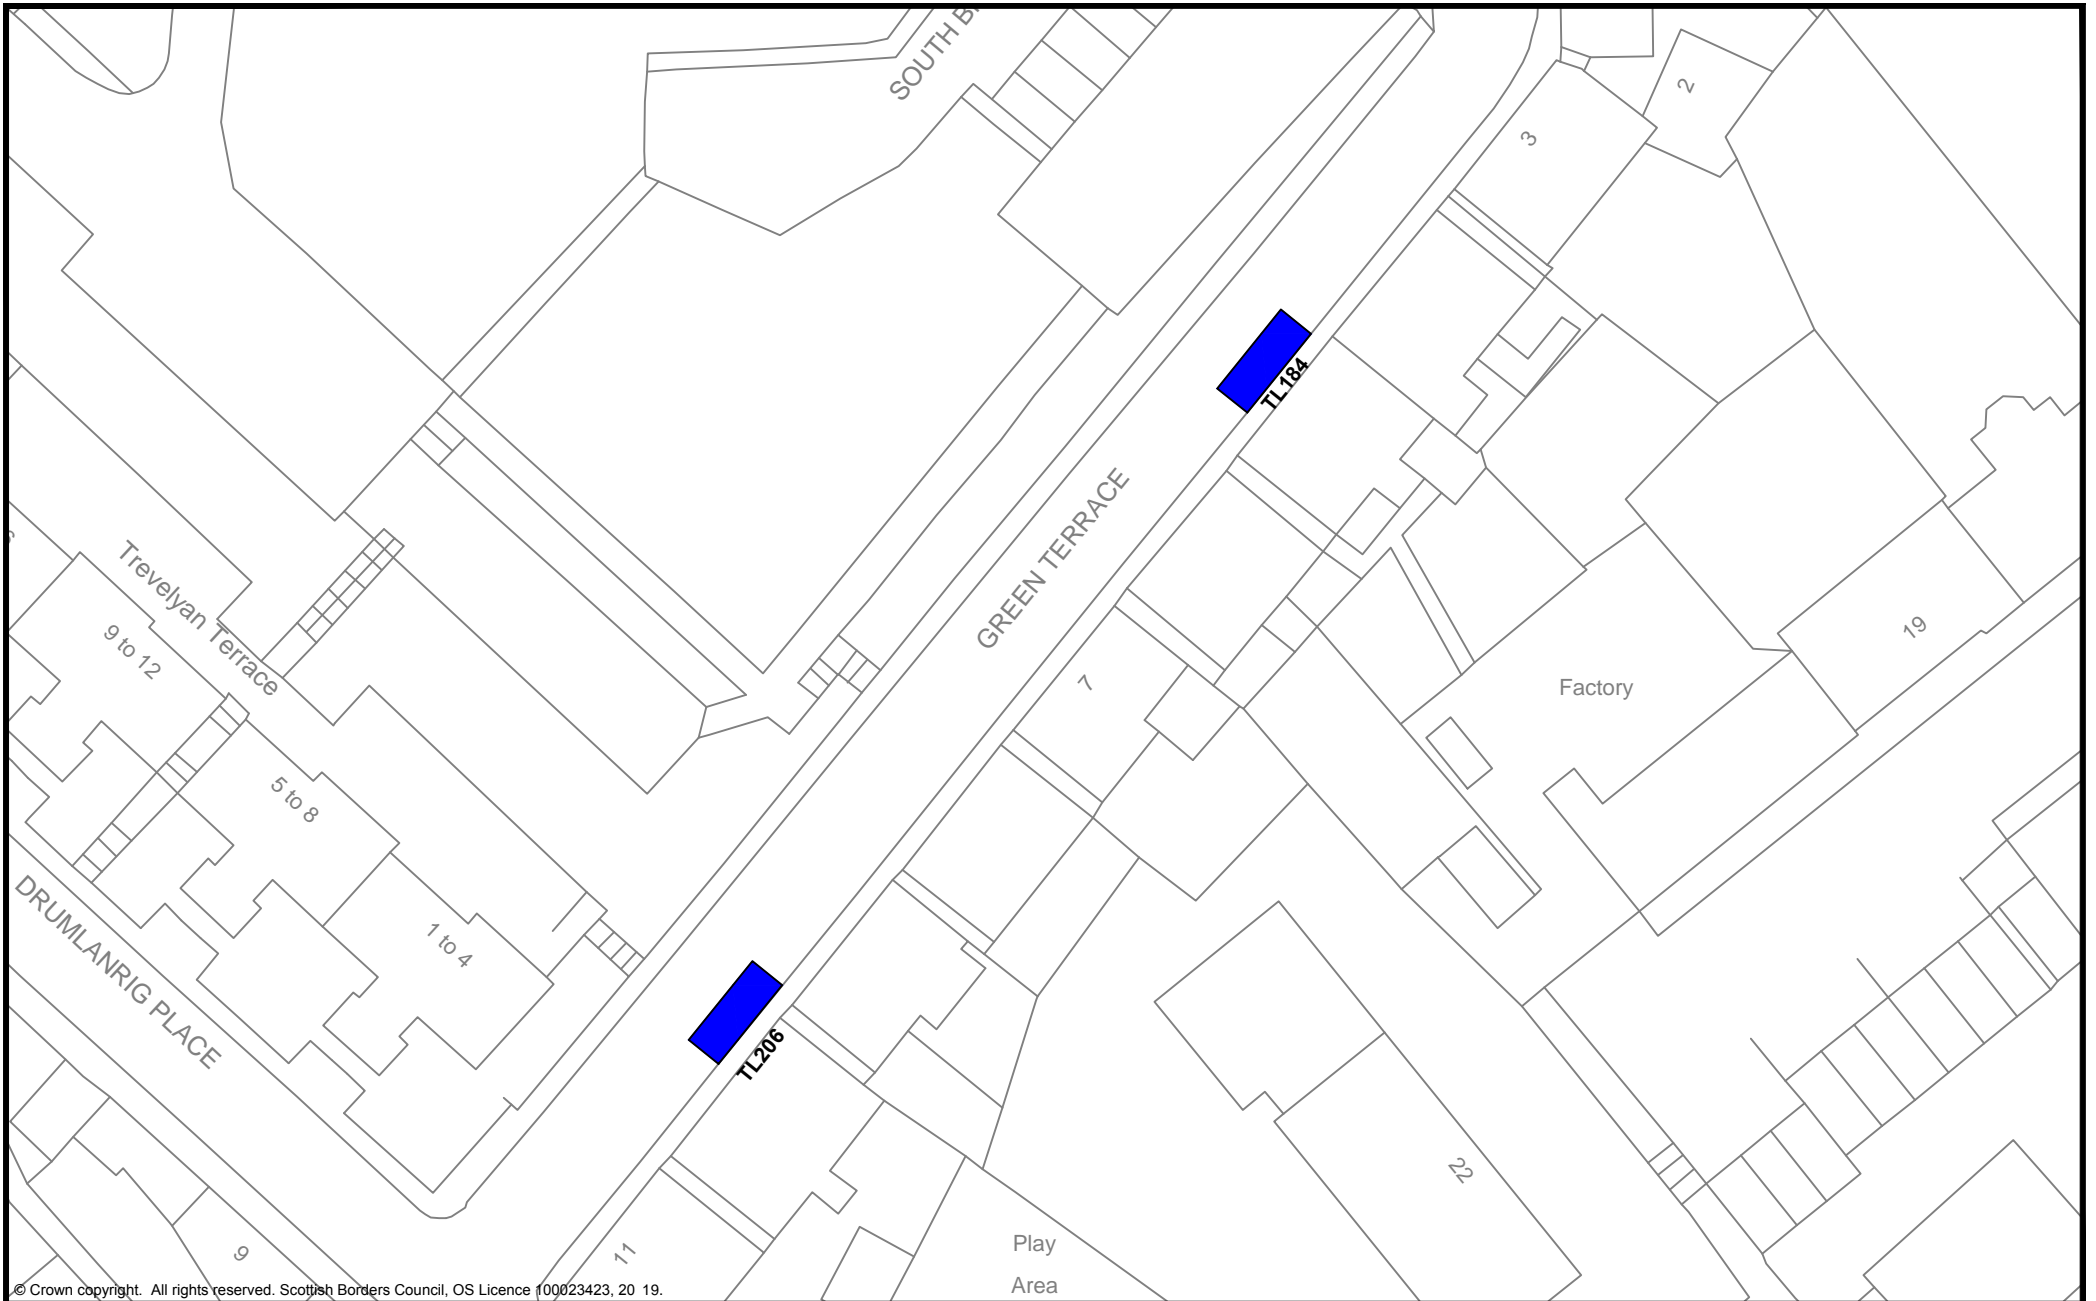 SOUTH B
2
3
TL184
GREEN TERRACE
Trevelyan Terrace
9 to 12
19
7
Factory
5 to 8
DRUMLANRIG PLACE
1 to 4
TL206
22
11
9
Play
Area
© Crown copyright. All rights reserved. Scottish Borders Council, OS Licence 100023423, 20 19.